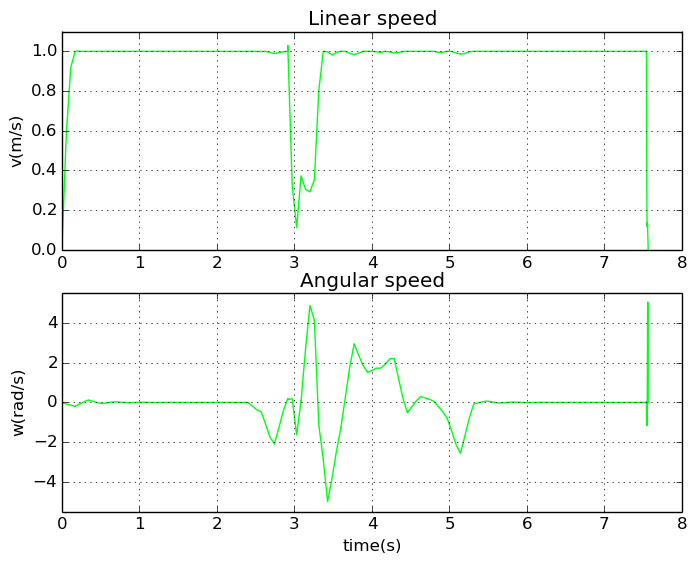 Linear speed
v(m/s)
1.0
0.8
0.6
0.4
0.2
0.0
0 1 2 3 4 5 6 7 8
Angular speed
w(rad/s)
4
2
0
−2
−4
0 1 2 3 4 5 6 7 8
time(s)